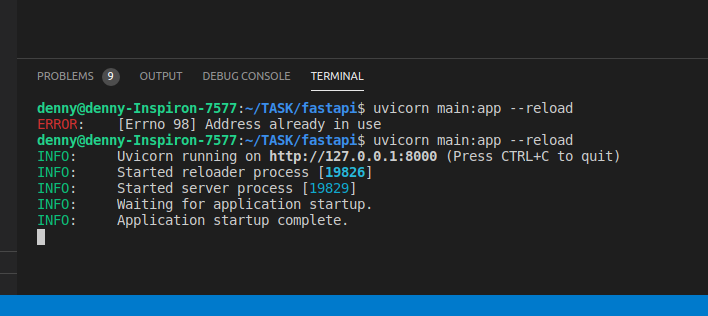 PROBLEMS 9 OUTPUT DEBUG CONSOLE TERMINAL
denny@denny-Inspiron-7577:~/TASK/fastapi$ uvicorn main:app --reload
ERROR:    [Errno 98] Address already in use
denny@denny-Inspiron-7577:~/TASK/fastapi$ uvicorn main:app --reload
INFO:     Uvicorn running on http://127.0.0.1:8000 (Press CTRL+C to quit)
INFO:     Started reloader process [19826]
INFO:     Started server process [19829]
INFO:     Waiting for application startup.
INFO:     Application startup complete.